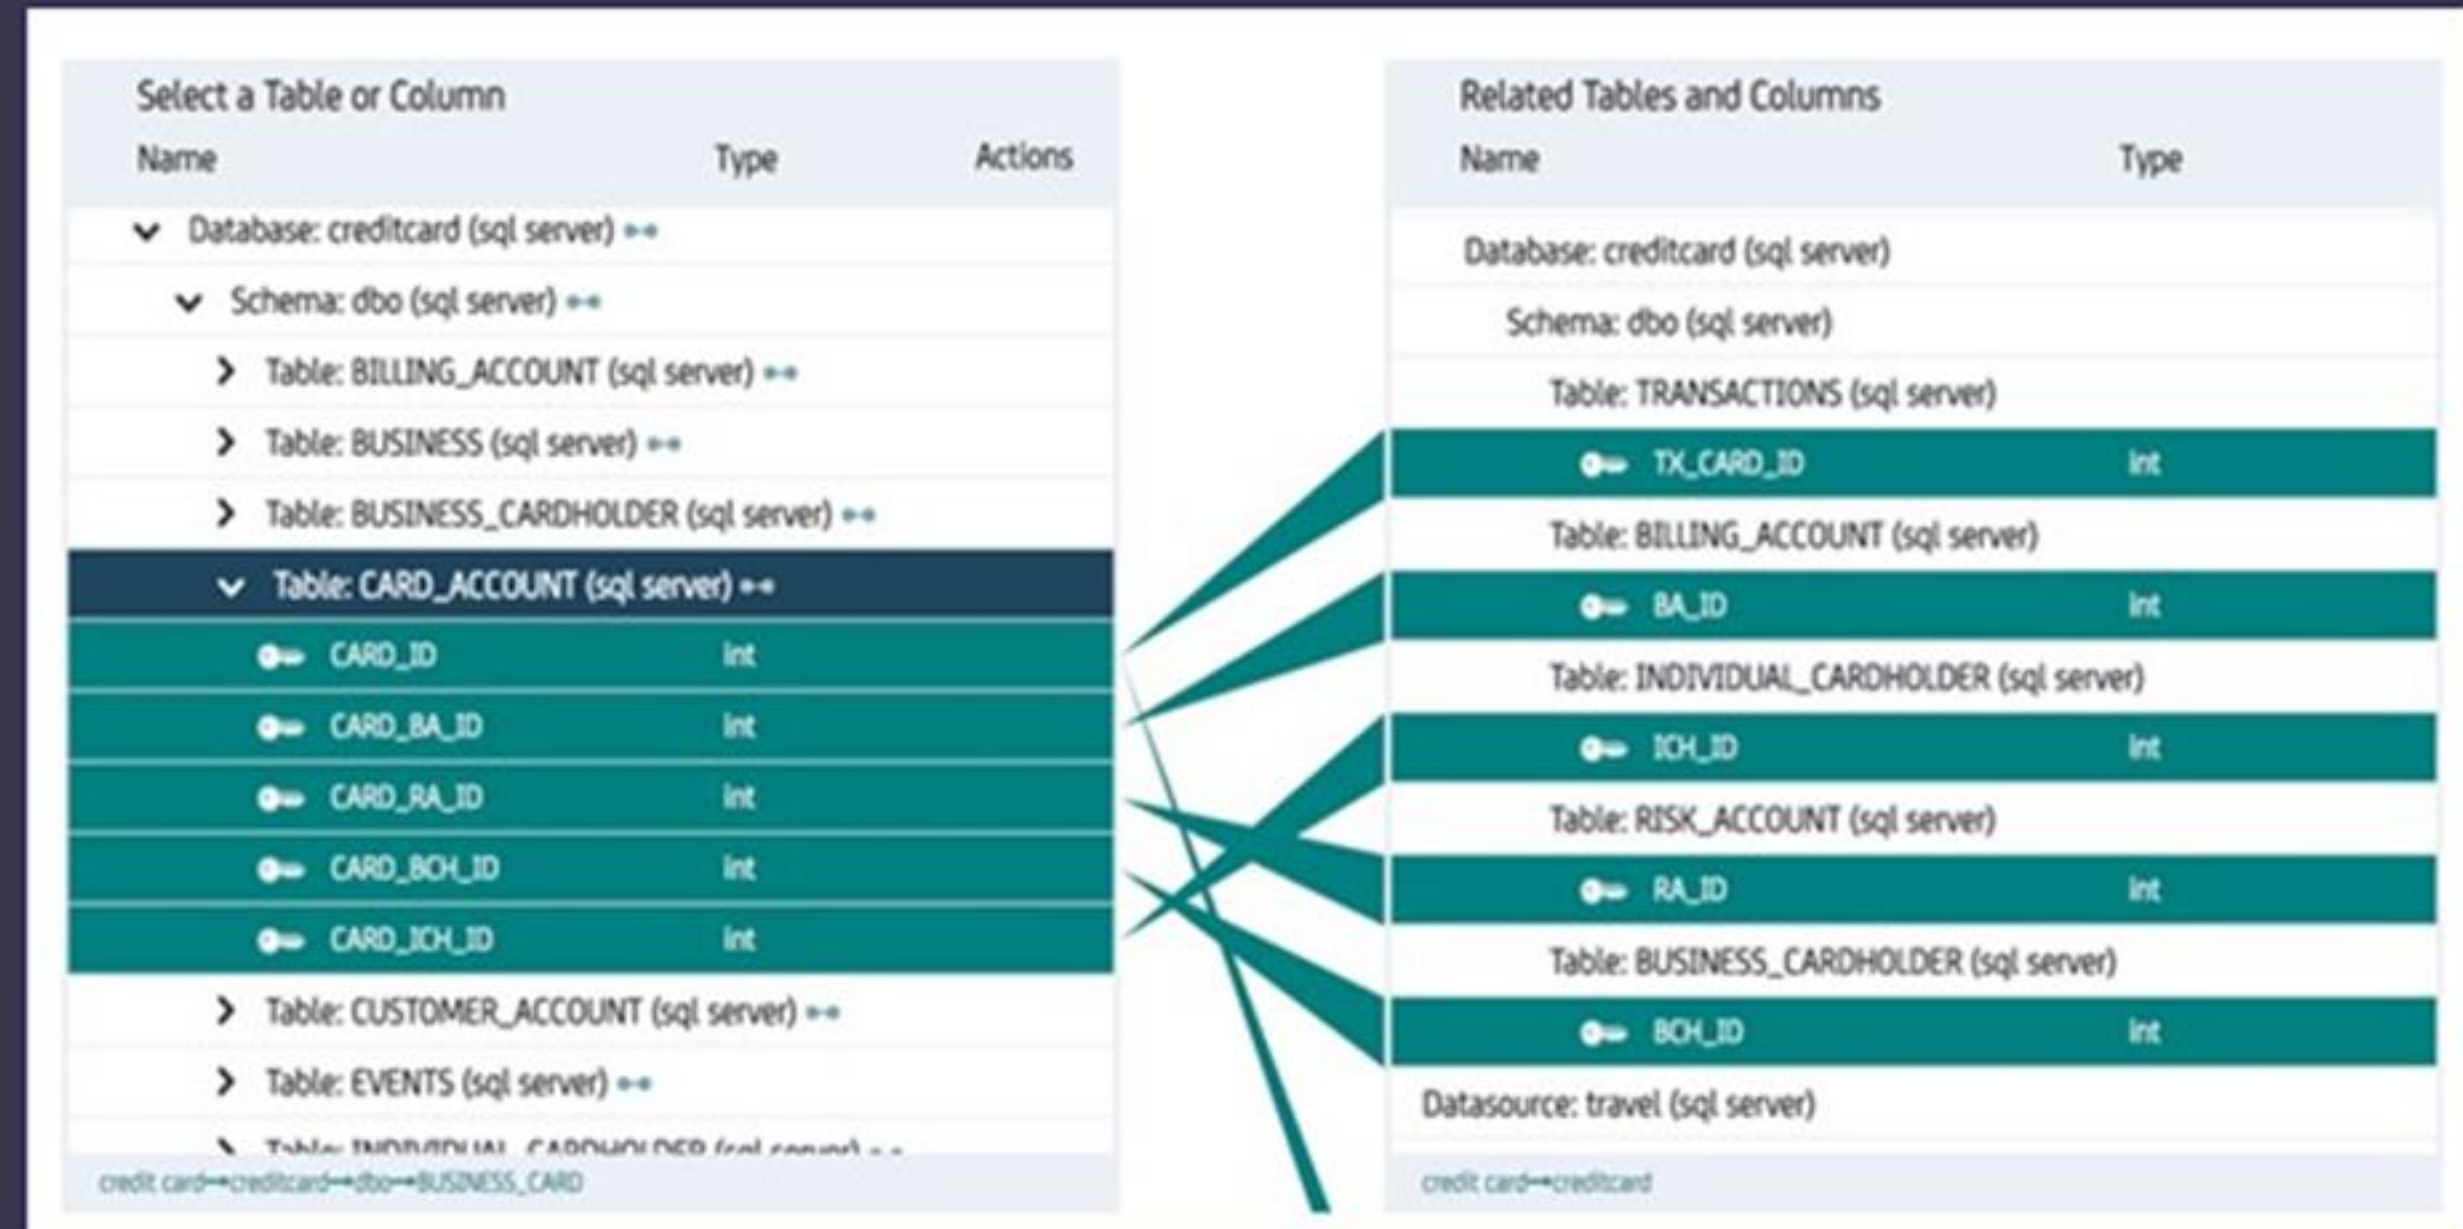 Select a Table or Column
Name Type Actions
Database: creditcard (sql server)
Schema: dbo (sql server)
Table: BILLING_ACCOUNT (sql server)
Table: BUSINESS (sql server)
Table: BUSINESS_CARDHOLDER (sql server)
Table: CARD_ACCOUNT (sql server)
CARD_ID int
CARD_BA_ID int
CARD_RA_ID int
CARD_BCH_ID int
CARD_ICH_ID int
Table: CUSTOMER_ACCOUNT (sql server)
Table: EVENTS (sql server)
Table: INDIVIDUAL_CARDHOLDER (sql server)
credit card→creditcard→dbo→BUSINESS_CARD
Related Tables and Columns
Name Type
Database: creditcard (sql server)
Schema: dbo (sql server)
Table: TRANSACTIONS (sql server)
TX_CARD_ID int
Table: BILLING_ACCOUNT (sql server)
BA_ID int
Table: INDIVIDUAL_CARDHOLDER (sql server)
ICH_ID int
Table: RISK_ACCOUNT (sql server)
RA_ID int
Table: BUSINESS_CARDHOLDER (sql server)
BCH_ID int
Datasource: travel (sql server)
credit card→creditcard